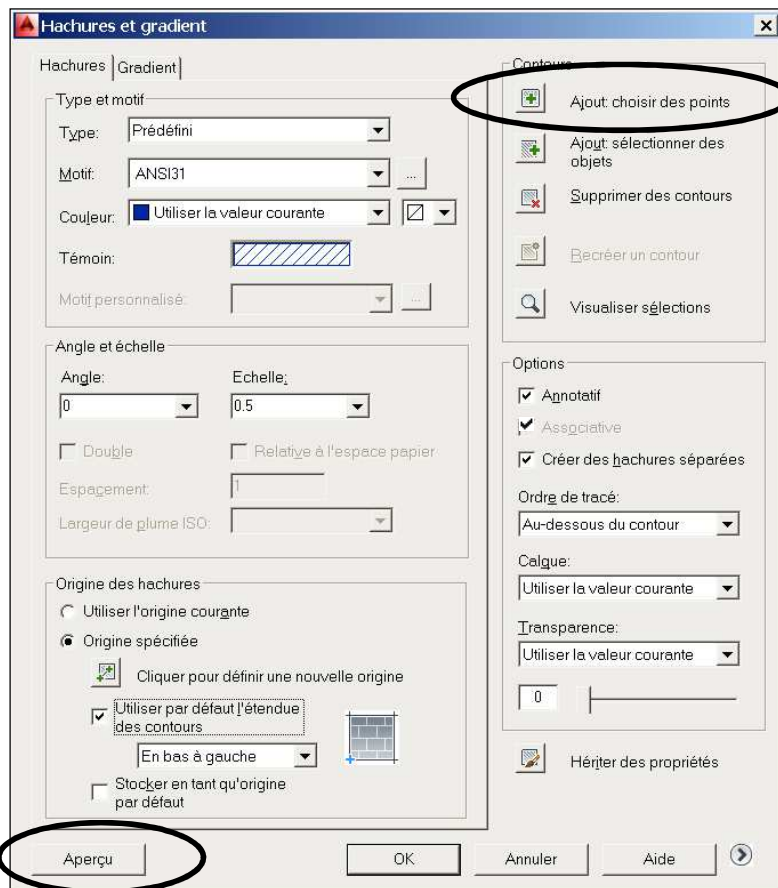 Hachures et gradient
Hachures
Gradient
Type et motif
Type:
Prédéfini
Motif:
ANSI31
...
Couleur:
Utiliser la valeur courante
Témoin:
Motif personnalisé:
...
Angle et échelle
Angle:
Echelle:
0
0.5
Double
Relative à l'espace papier
Espacement:
1
Largeur de plume ISO:
Origine des hachures
Utiliser l'origine courante
Origine spécifiée
Cliquer pour définir une nouvelle origine
Utiliser par défaut l'étendue
des contours
En bas à gauche
Stocker en tant qu'origine
par défaut
Contours
Ajout: choisir des points
Ajout: sélectionner des
objets
Supprimer des contours
Recréer un contour
Visualiser sélections
Options
Annotatif
Associative
Créer des hachures séparées
Ordre de tracé:
Au-dessous du contour
Calque:
Utiliser la valeur courante
Transparence:
Utiliser la valeur courante
0
Hériter des propriétés
Aperçu
OK
Annuler
Aide